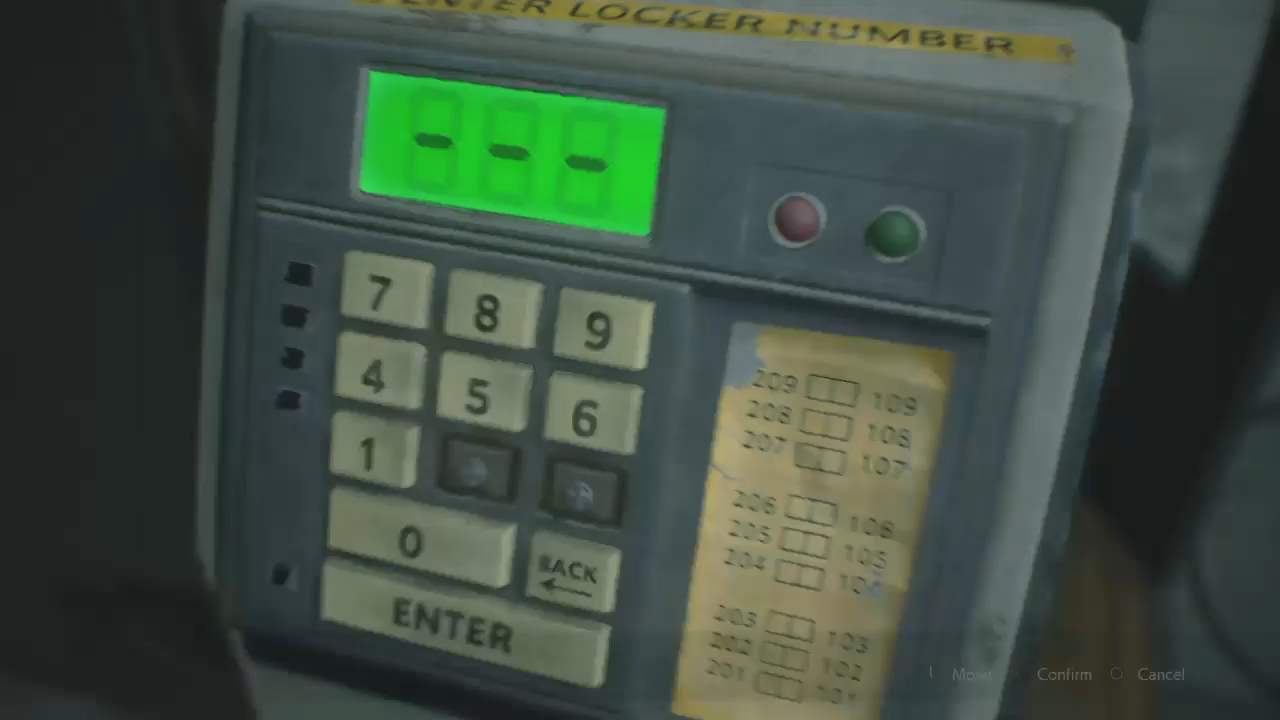 ENTER LOCKER NUMBER
7 8 9
4 5 6
1
0 BACK
ENTER
209 109
208 108
207 107
206 106
205 105
204 104
203 103
202 102
201 101
Move Confirm Cancel